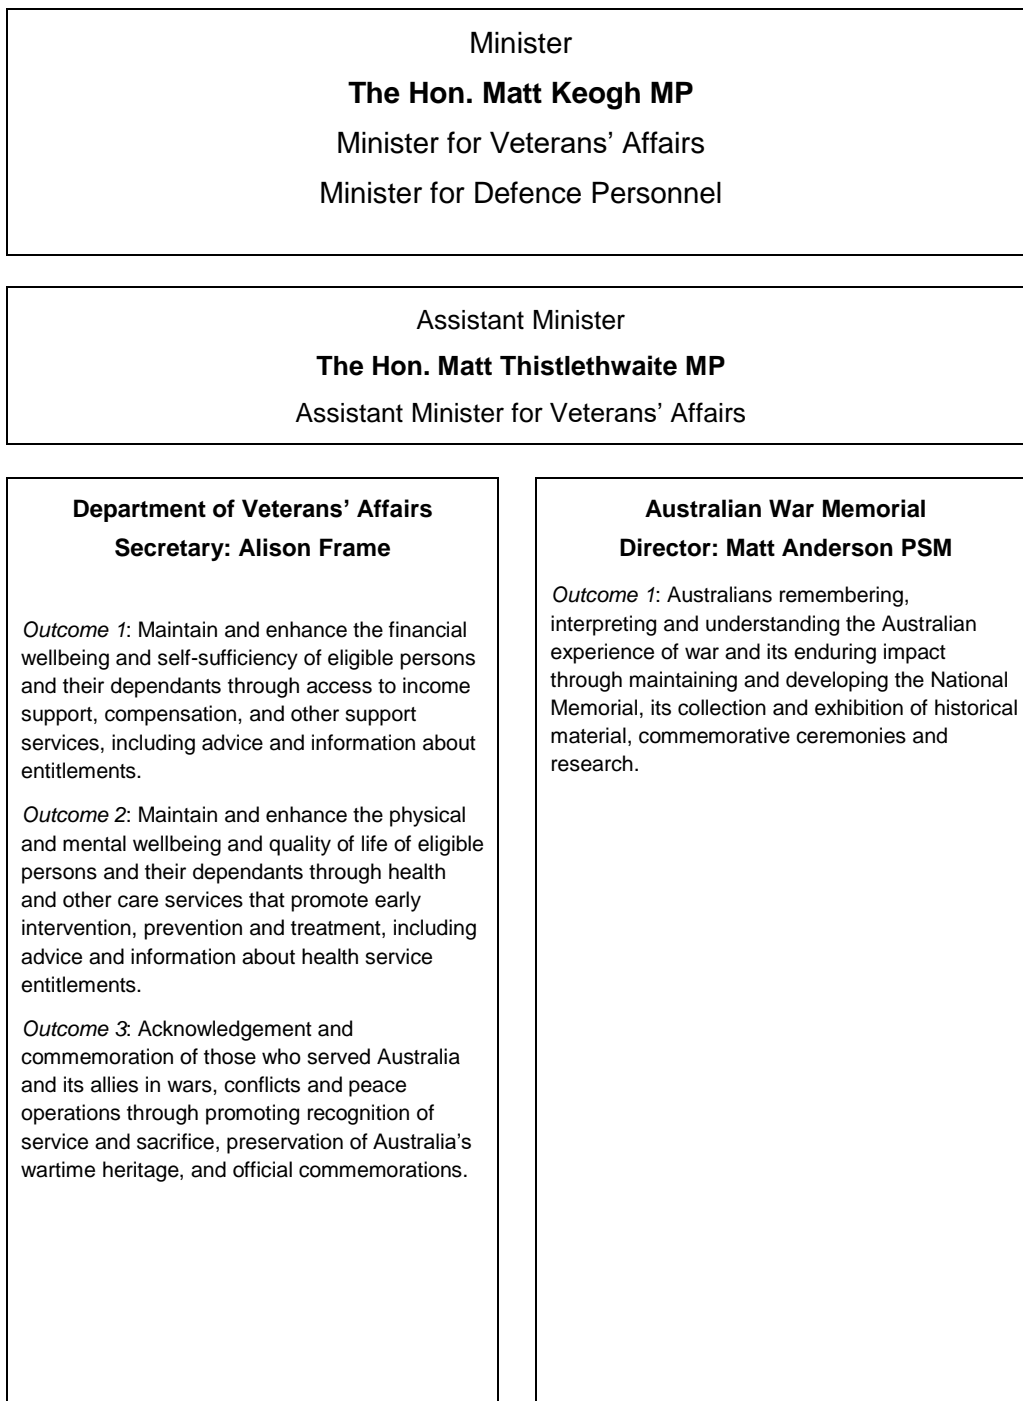 Minister
The Hon. Matt Keogh MP
Minister for Veterans’ Affairs
Minister for Defence Personnel
Assistant Minister
The Hon. Matt Thistlethwaite MP
Assistant Minister for Veterans’ Affairs
Department of Veterans’ Affairs
Secretary: Alison Frame
Outcome 1: Maintain and enhance the financial
wellbeing and self-sufficiency of eligible persons
and their dependants through access to income
support, compensation, and other support
services, including advice and information about
entitlements.
Outcome 2: Maintain and enhance the physical
and mental wellbeing and quality of life of eligible
persons and their dependants through health
and other care services that promote early
intervention, prevention and treatment, including
advice and information about health service
entitlements.
Outcome 3: Acknowledgement and
commemoration of those who served Australia
and its allies in wars, conflicts and peace
operations through promoting recognition of
service and sacrifice, preservation of Australia’s
wartime heritage, and official commemorations.
Australian War Memorial
Director: Matt Anderson PSM
Outcome 1: Australians remembering,
interpreting and understanding the Australian
experience of war and its enduring impact
through maintaining and developing the National
Memorial, its collection and exhibition of historical
material, commemorative ceremonies and
research.